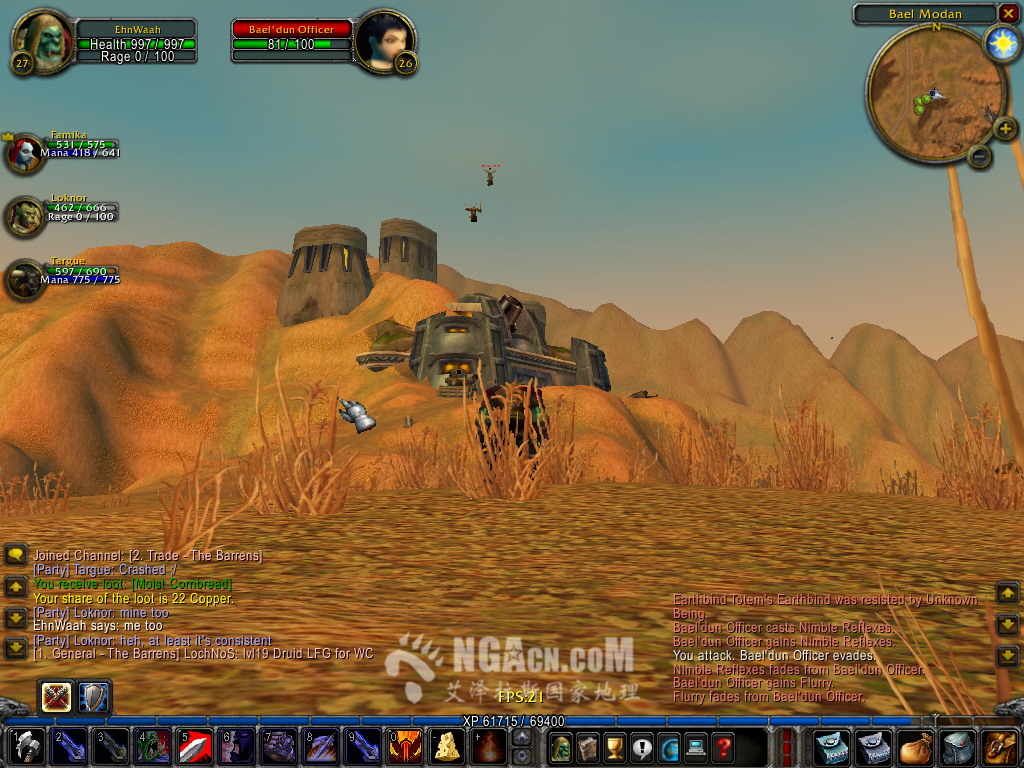 EhnWaah
Health 997 / 997
Rage 0 / 100
27
Bael'dun Officer
81 / 100
26
Bael Modan
N
Famika
531 / 575
Mana 418 / 641
Loknor
462 / 666
Rage 0 / 100
Targue
597 / 690
Mana 775 / 775
Joined Channel: [2. Trade - The Barrens]
[Party] Targue: Crashed :/
You receive loot: [Moist Cornbread]
Your share of the loot is 22 Copper.
[Party] Loknor: mine too
EhnWaah says: me too
[Party] Loknor: heh, at least it's consistent
[1. General - The Barrens] LochNoS: lvl19 Druid LFG for WC
Earthbind Totem's Earthbind was resisted by Unknown
Being.
Bael'dun Officer casts Nimble Reflexes.
Bael'dun Officer gains Nimble Reflexes.
You attack. Bael'dun Officer evades.
Nimble Reflexes fades from Bael'dun Officer.
Bael'dun Officer gains Flurry.
Flurry fades from Bael'dun Officer.
NGACN.COM
艾泽拉斯国家地理
FPS:21
XP 61715 / 69400
1 2 3 4 5 6 7 8 9 0 - +